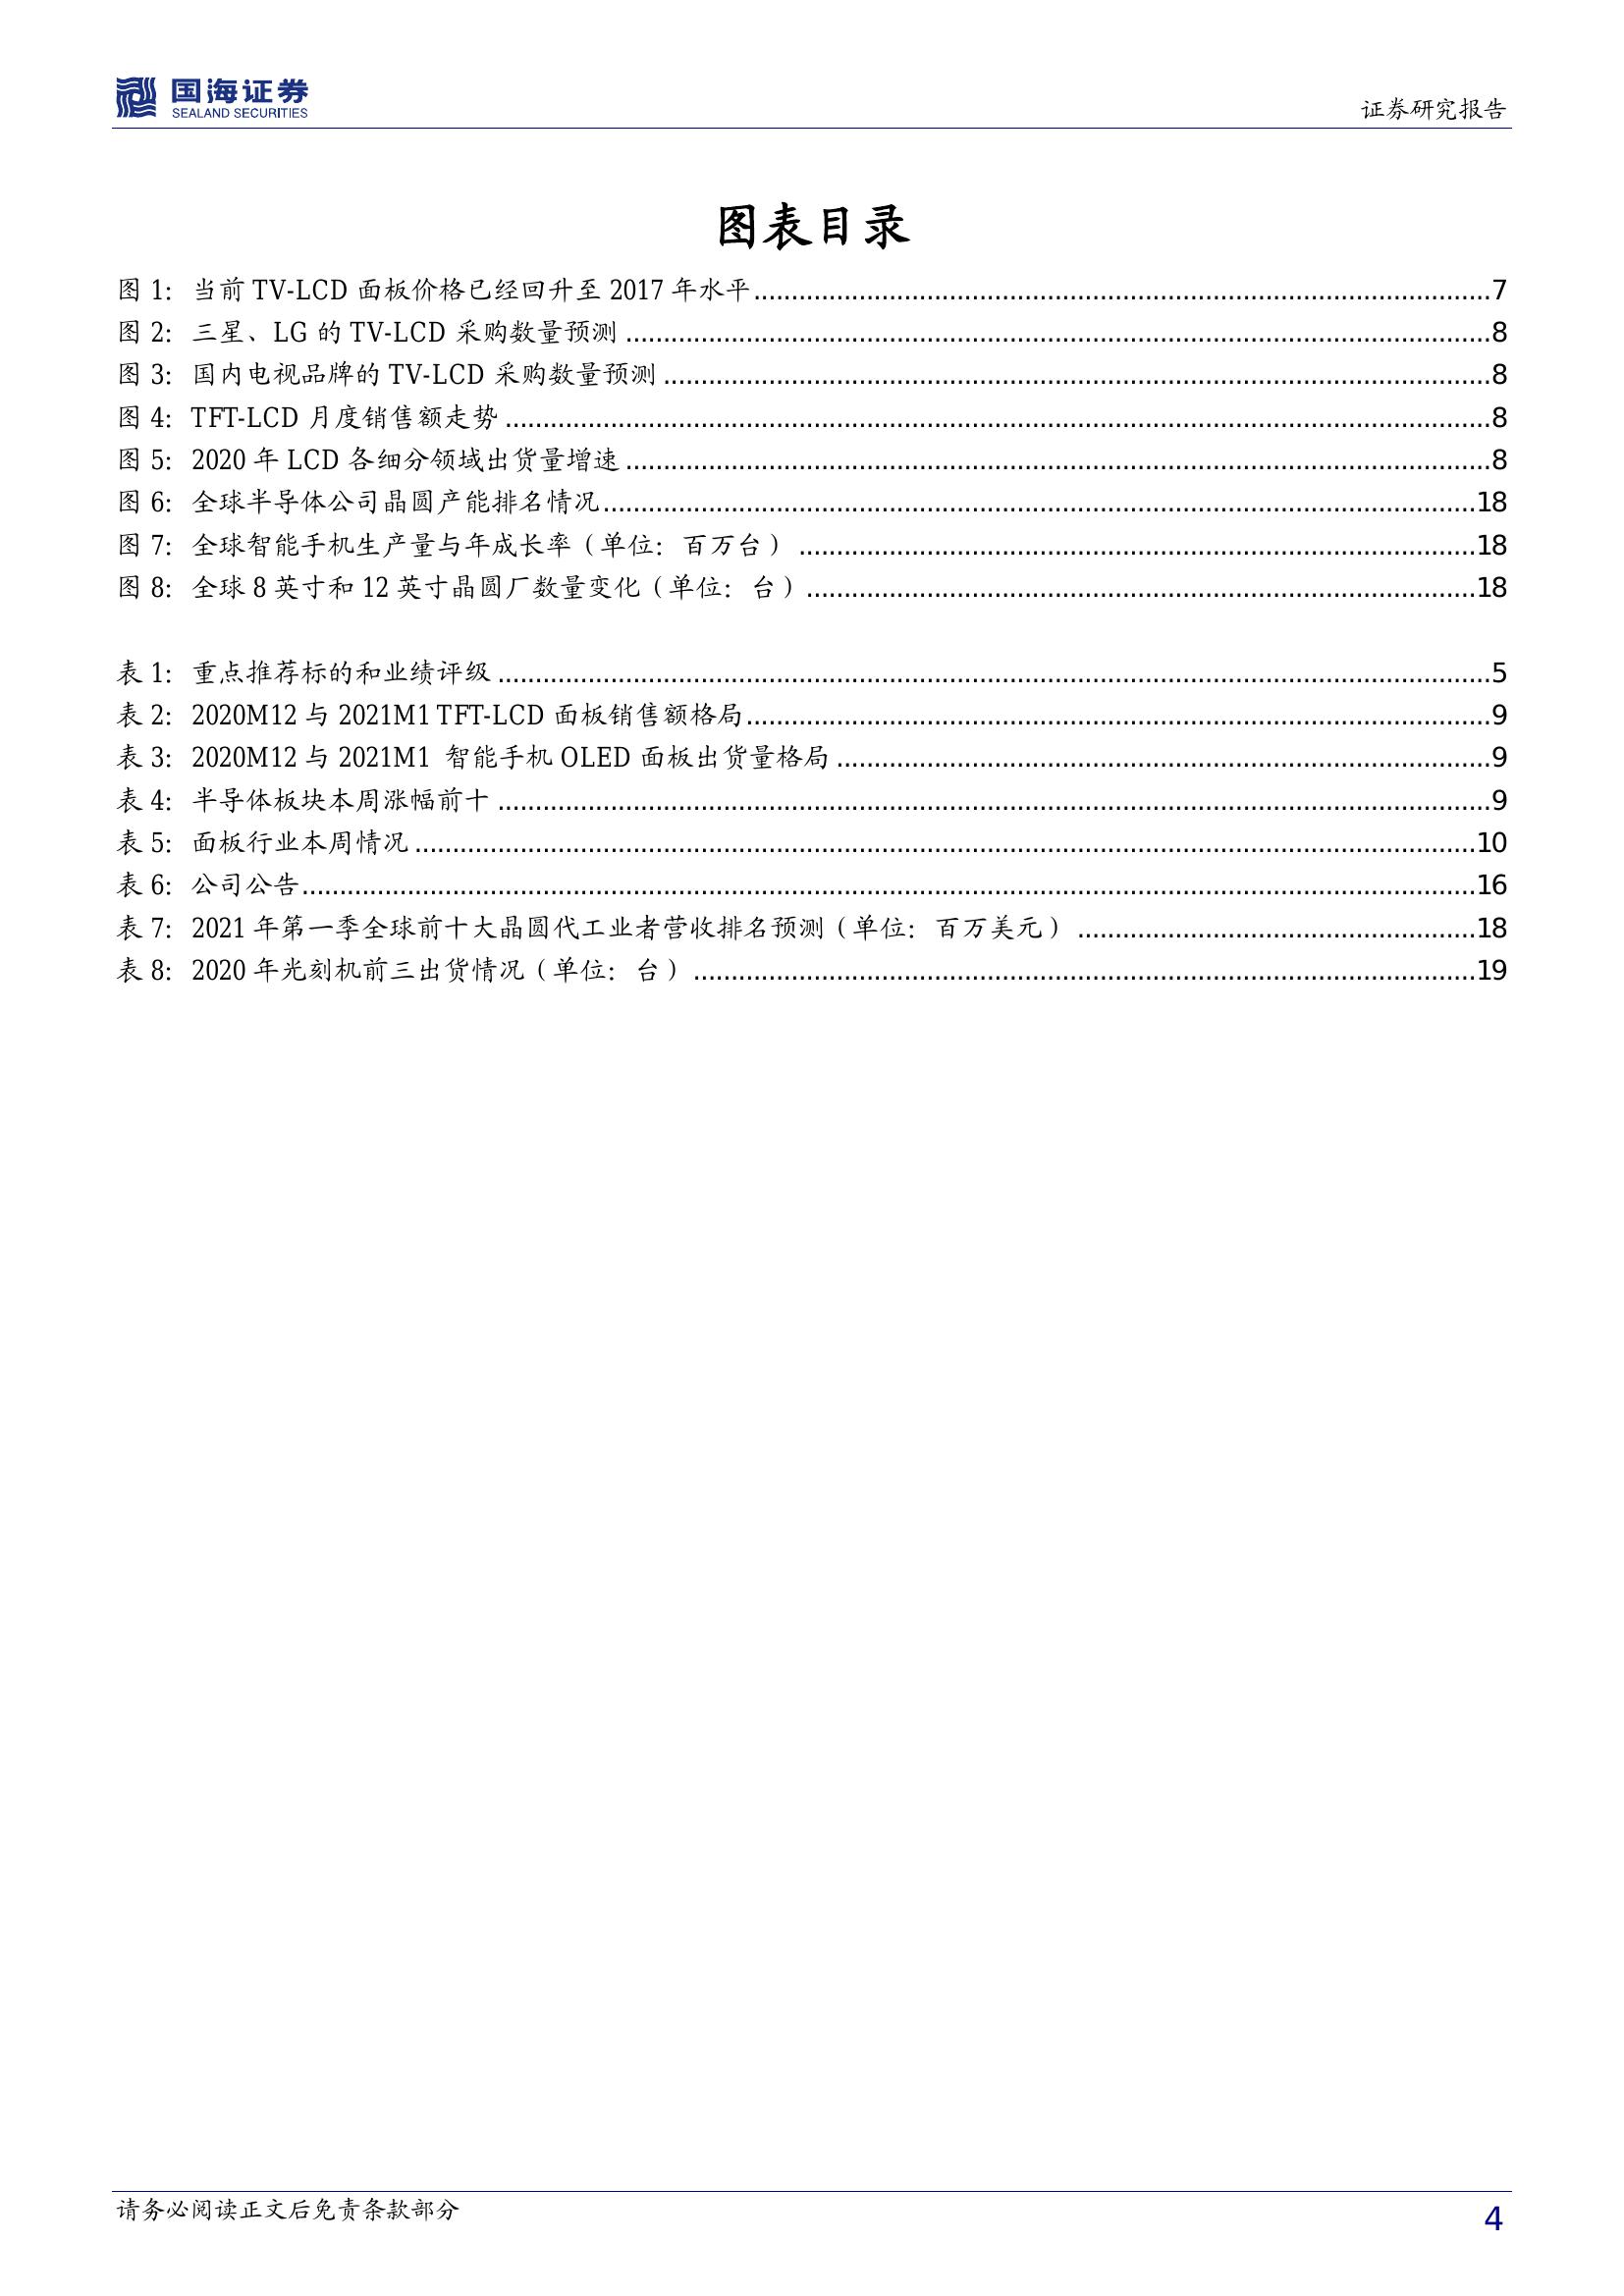 国海证券
SEALAND SECURITIES
证券研究报告
图表目录
图 1: 当前 TV-LCD 面板价格已经回升至 2017 年水平....................7
图 2: 三星、LG 的 TV-LCD 采购数量预测....................8
图 3: 国内电视品牌的 TV-LCD 采购数量预测....................8
图 4: TFT-LCD 月度销售额走势....................8
图 5: 2020 年 LCD 各细分领域出货量增速....................8
图 6: 全球半导体公司晶圆产能排名情况....................18
图 7: 全球智能手机生产量与年成长率（单位：百万台）....................18
图 8: 全球 8 英寸和 12 英寸晶圆厂数量变化（单位：台）....................18
表 1: 重点推荐标的和业绩评级....................5
表 2: 2020M12 与 2021M1 TFT-LCD 面板销售额格局....................9
表 3: 2020M12 与 2021M1 智能手机 OLED 面板出货量格局....................9
表 4: 半导体板块本周涨幅前十....................9
表 5: 面板行业本周情况....................10
表 6: 公司公告....................16
表 7: 2021 年第一季全球前十大晶圆代工业者营收排名预测（单位：百万美元）....................18
表 8: 2020 年光刻机前三出货情况（单位：台）....................19
请务必阅读正文后免责条款部分
4